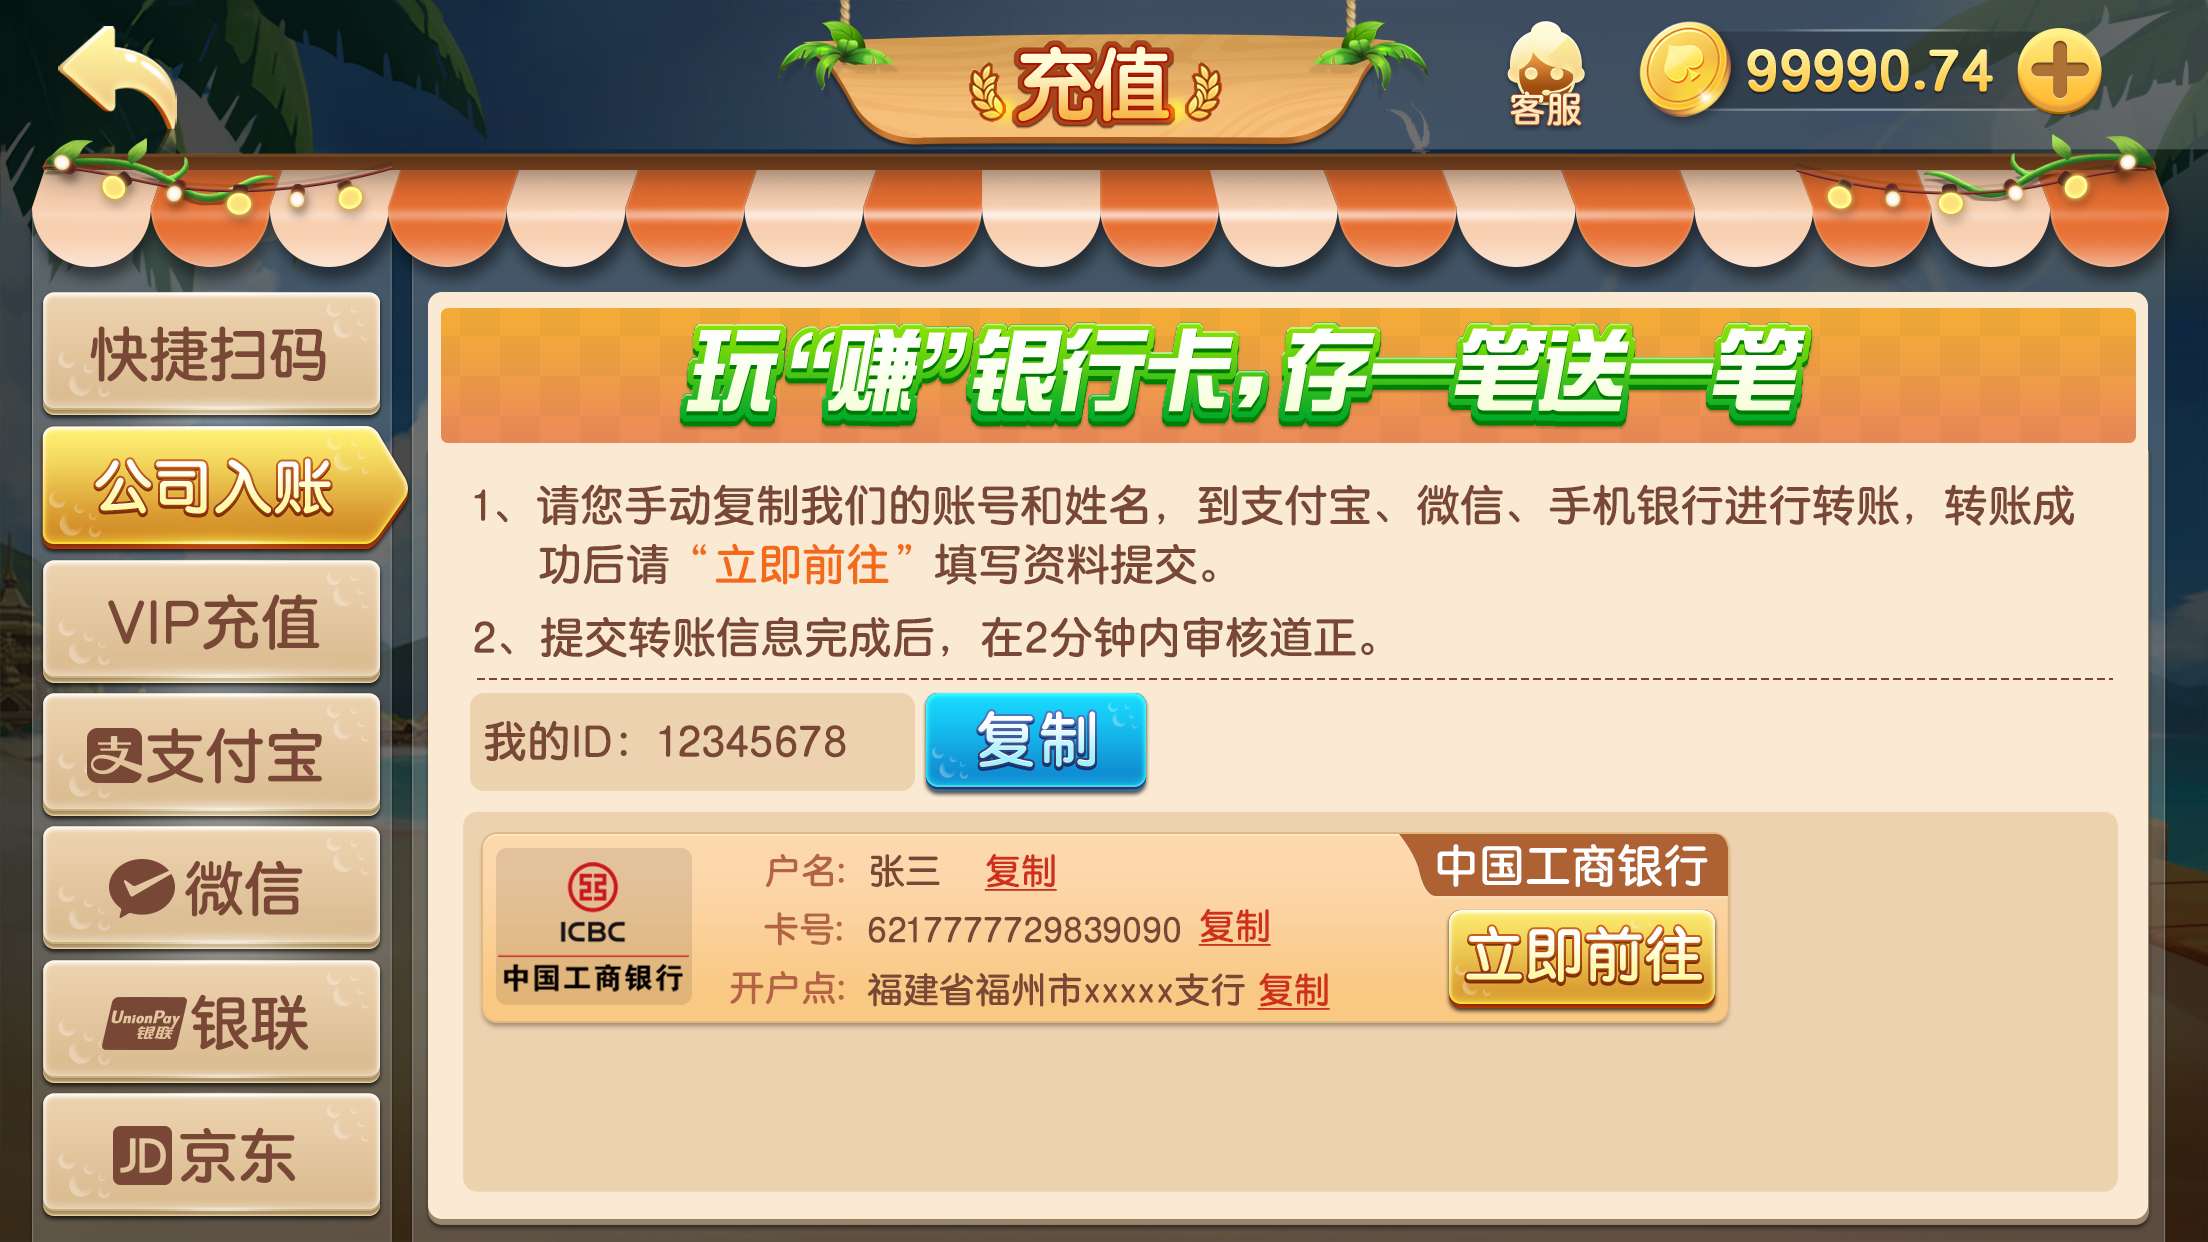 充值
客服
99990.74
快捷扫码
公司入账
VIP充值
支 支付宝
微信
UnionPay
银联
银联
JD 京东
玩“赚”银行卡,存一笔送一笔
1、请您手动复制我们的账号和姓名，到支付宝、微信、手机银行进行转账，转账成
功后请“立即前往”填写资料提交。
2、提交转账信息完成后，在2分钟内审核道正。
我的ID：12345678
复制
ICBC
中国工商银行
户名: 张三 复制
卡号: 6217777729839090 复制
开户点: 福建省福州市xxxxx支行 复制
中国工商银行
立即前往